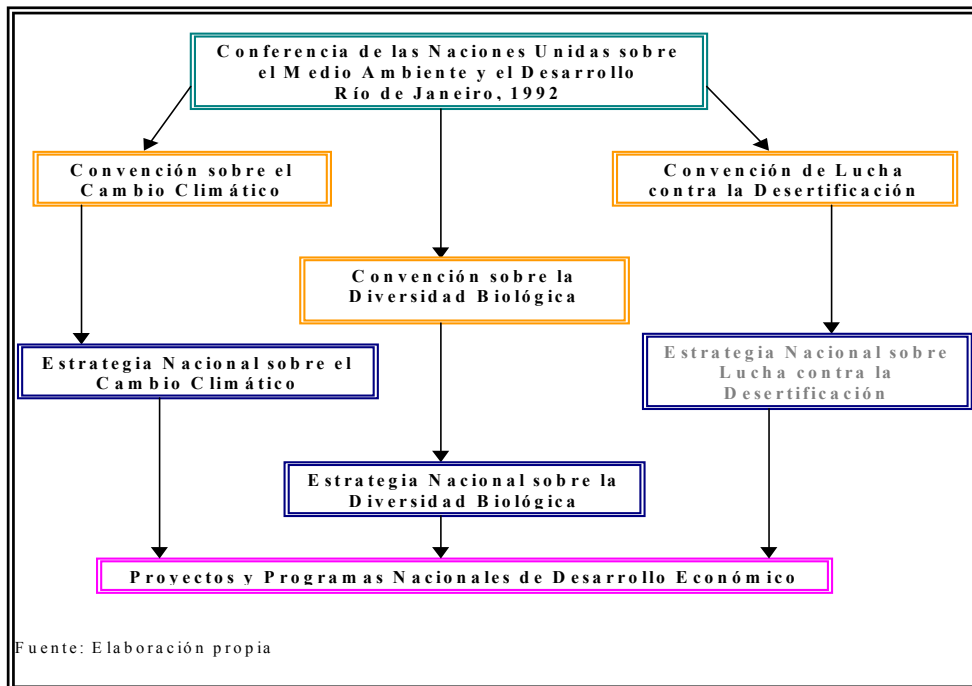 Conferencia de las Naciones Unidas sobre
el Medio Ambiente y el Desarrollo
Río de Janeiro, 1992
Convención sobre el
Cambio Climático
Convención de Lucha
contra la Desertificación
Convención sobre la
Diversidad Biológica
Estrategia Nacional sobre el
Cambio Climático
Estrategia Nacional sobre
Lucha contra la
Desertificación
Estrategia Nacional sobre la
Diversidad Biológica
Proyectos y Programas Nacionales de Desarrollo Económico
Fuente: Elaboración propia